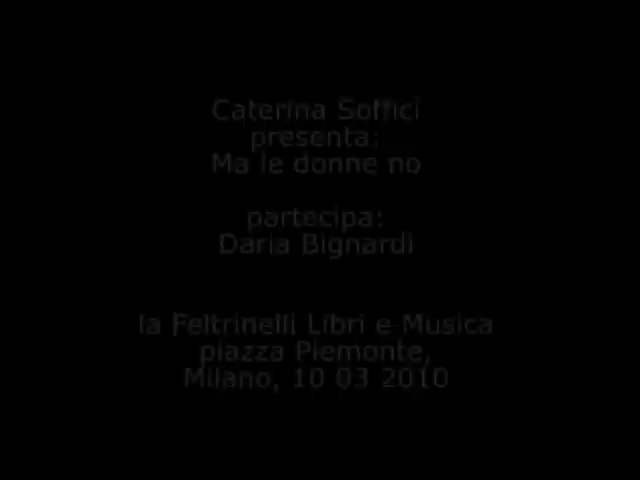 Caterina Soffici
presenta:
Ma le donne no
partecipa:
Daria Bignardi
la Feltrinelli Libri e Musica
piazza Piemonte,
Milano, 10 03 2010